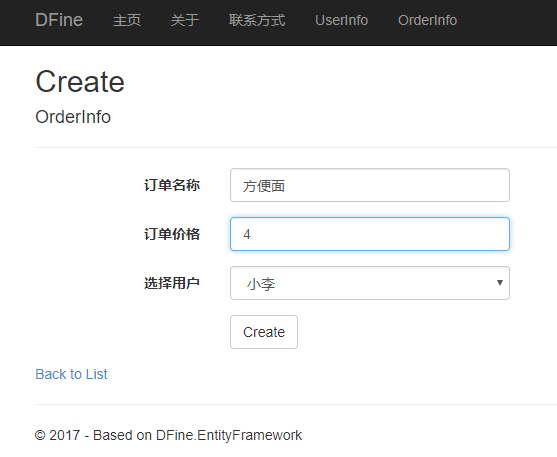 DFine 主页 关于 联系方式 UserInfo OrderInfo
Create
OrderInfo
订单名称 方便面
订单价格 4
选择用户 小李
Create
Back to List
© 2017 - Based on DFine.EntityFramework